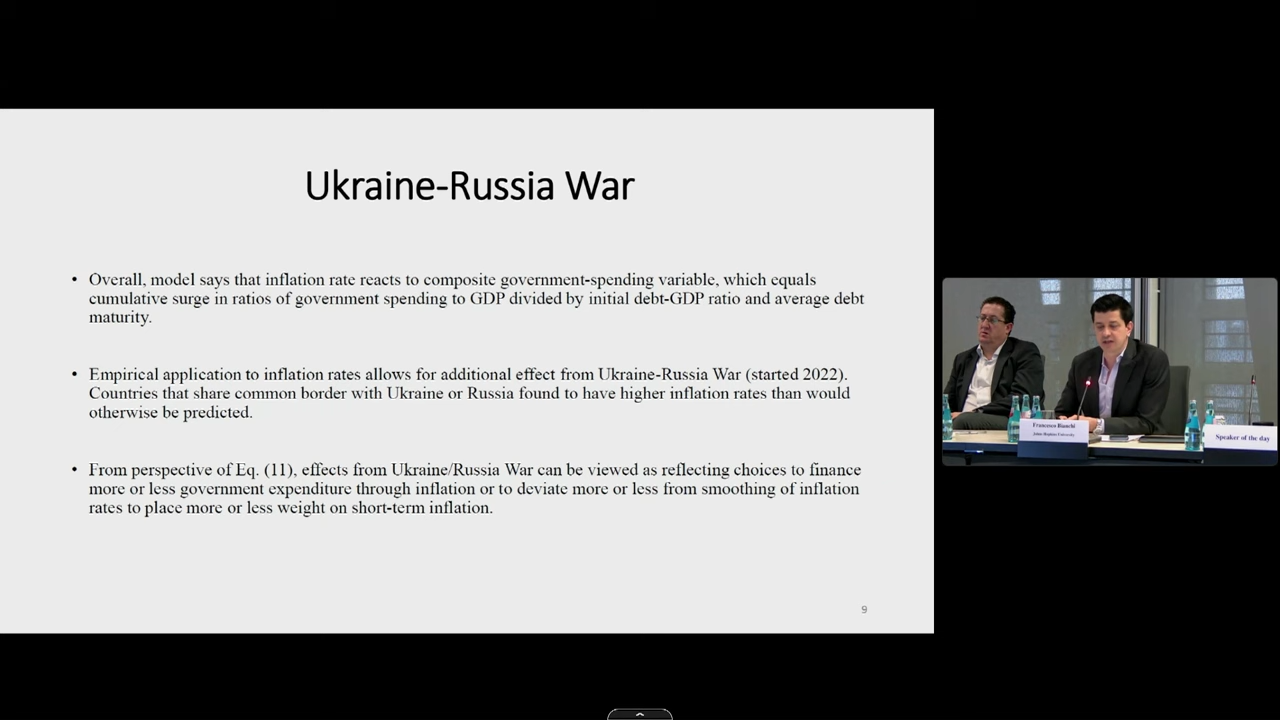 Ukraine-Russia War
• Overall, model says that inflation rate reacts to composite government-spending variable, which equals
cumulative surge in ratios of government spending to GDP divided by initial debt-GDP ratio and average debt
maturity.
• Empirical application to inflation rates allows for additional effect from Ukraine-Russia War (started 2022).
Countries that share common border with Ukraine or Russia found to have higher inflation rates than would
otherwise be predicted.
• From perspective of Eq. (11), effects from Ukraine/Russia War can be viewed as reflecting choices to finance
more or less government expenditure through inflation or to deviate more or less from smoothing of inflation
rates to place more or less weight on short-term inflation.
9
Francesco Bianchi
Johns Hopkins University
Speaker of the day